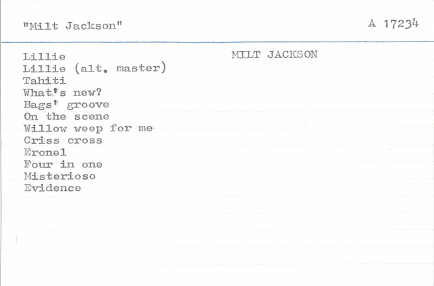 "Milt Jackson" A 17234
Lillie MILT JACKSON
Lillie (alt. master)
Tahiti
What's new?
Bags' groove
On the scene
Willow weep for me
Criss cross
Eronel
Four in one
Misterioso
Evidence